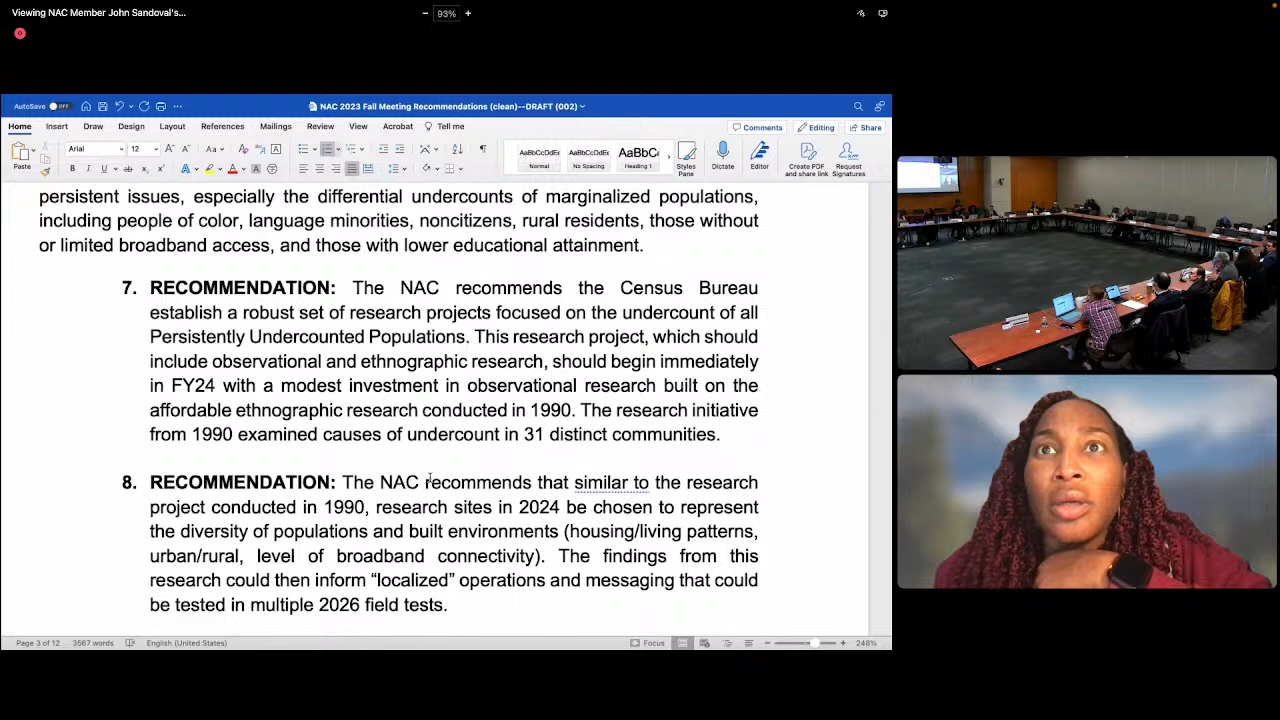 Viewing NAC Member John Sandoval's...
93%
AutoSave OFF
NAC 2023 Fall Meeting Recommendations (clean)--DRAFT (002)
Home Insert Draw Design Layout References Mailings Review View Acrobat Tell me
Comments Editing Share
Paste Arial 12
AaBbCcDdEe AaBbCcDdEe AaBbC
Normal No Spacing Heading 1
Styles Pane
Dictate
Editor
Create PDF and share link
Request Signatures
persistent issues, especially the differential undercounts of marginalized populations,
including people of color, language minorities, noncitizens, rural residents, those without
or limited broadband access, and those with lower educational attainment.
7. RECOMMENDATION: The NAC recommends the Census Bureau
establish a robust set of research projects focused on the undercount of all
Persistently Undercounted Populations. This research project, which should
include observational and ethnographic research, should begin immediately
in FY24 with a modest investment in observational research built on the
affordable ethnographic research conducted in 1990. The research initiative
from 1990 examined causes of undercount in 31 distinct communities.
8. RECOMMENDATION: The NAC recommends that similar to the research
project conducted in 1990, research sites in 2024 be chosen to represent
the diversity of populations and built environments (housing/living patterns,
urban/rural, level of broadband connectivity). The findings from this
research could then inform “localized” operations and messaging that could
be tested in multiple 2026 field tests.
Page 3 of 12 3567 words English (United States) Focus 246%